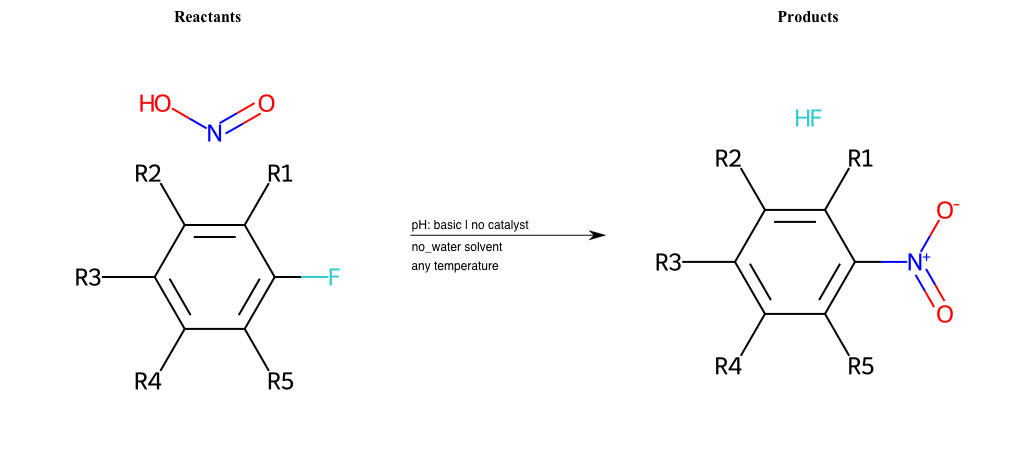 Reactants
Products
HO
O
N
HF
R2
R1
R2
R1
O-
pH: basic | no catalyst
no_water solvent
any temperature
R3
F
R3
N+
O
R4
R5
R4
R5